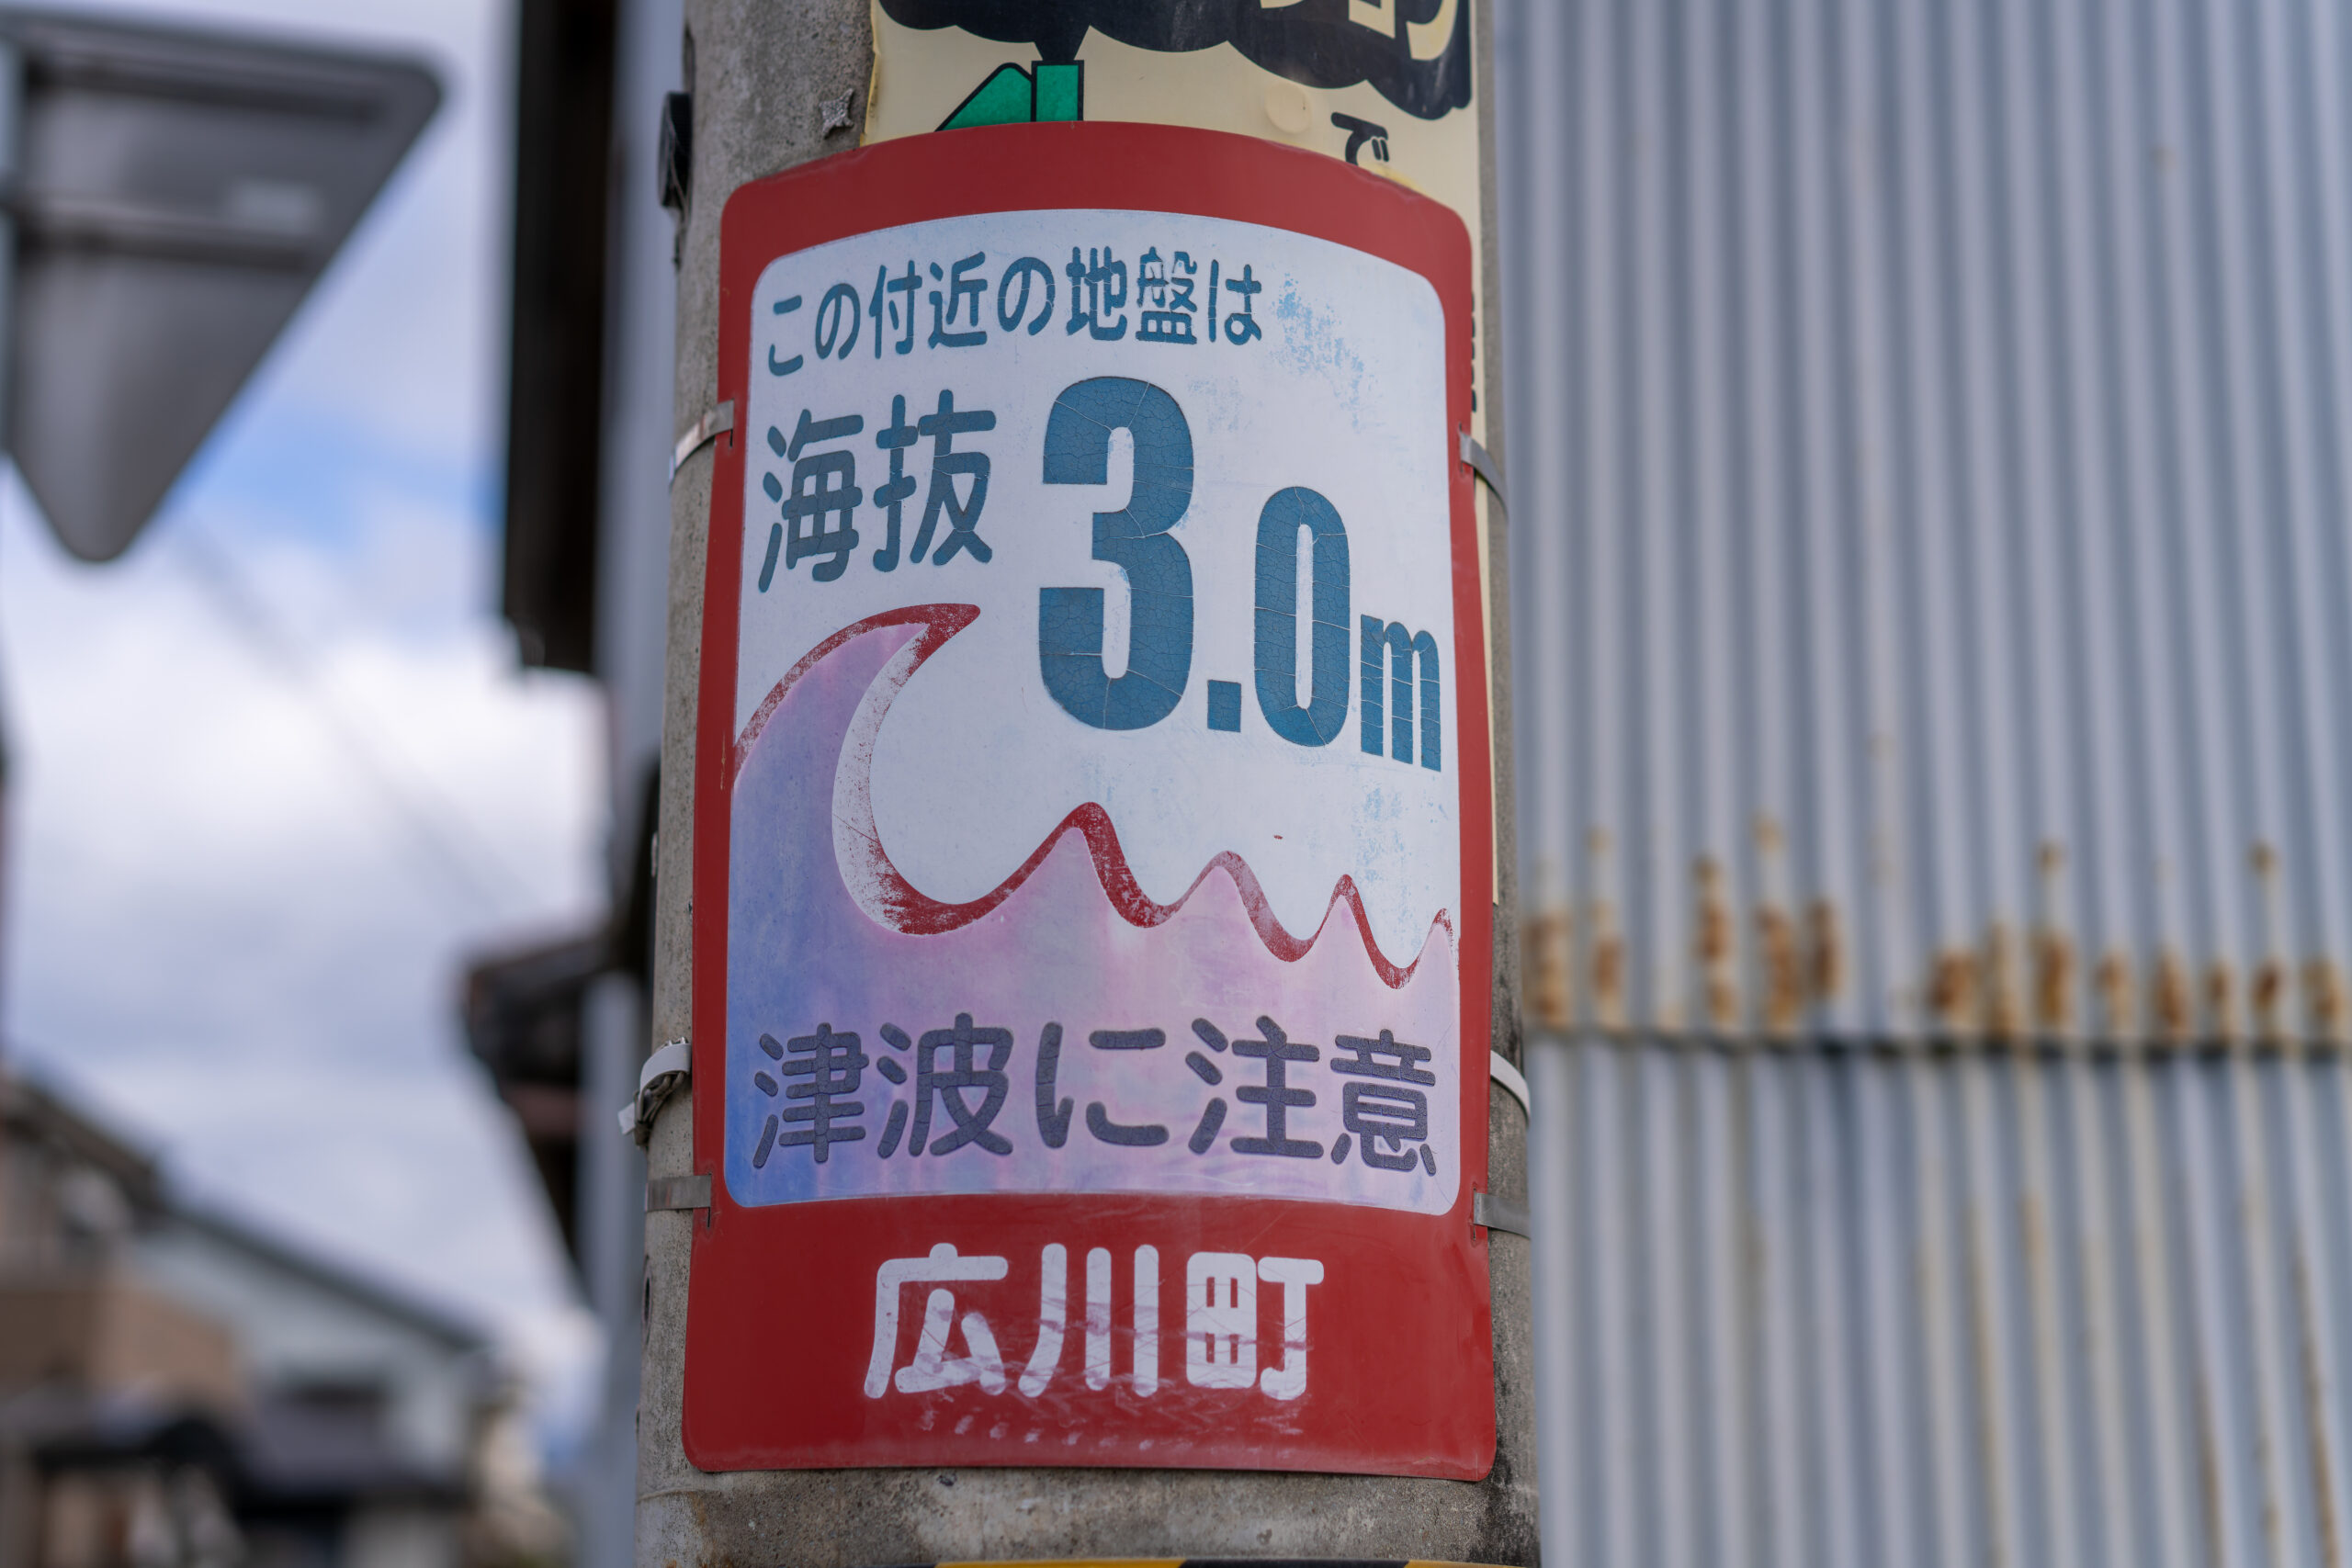 で
この付近の地盤は
海抜 3.0m
津波に注意
広川町